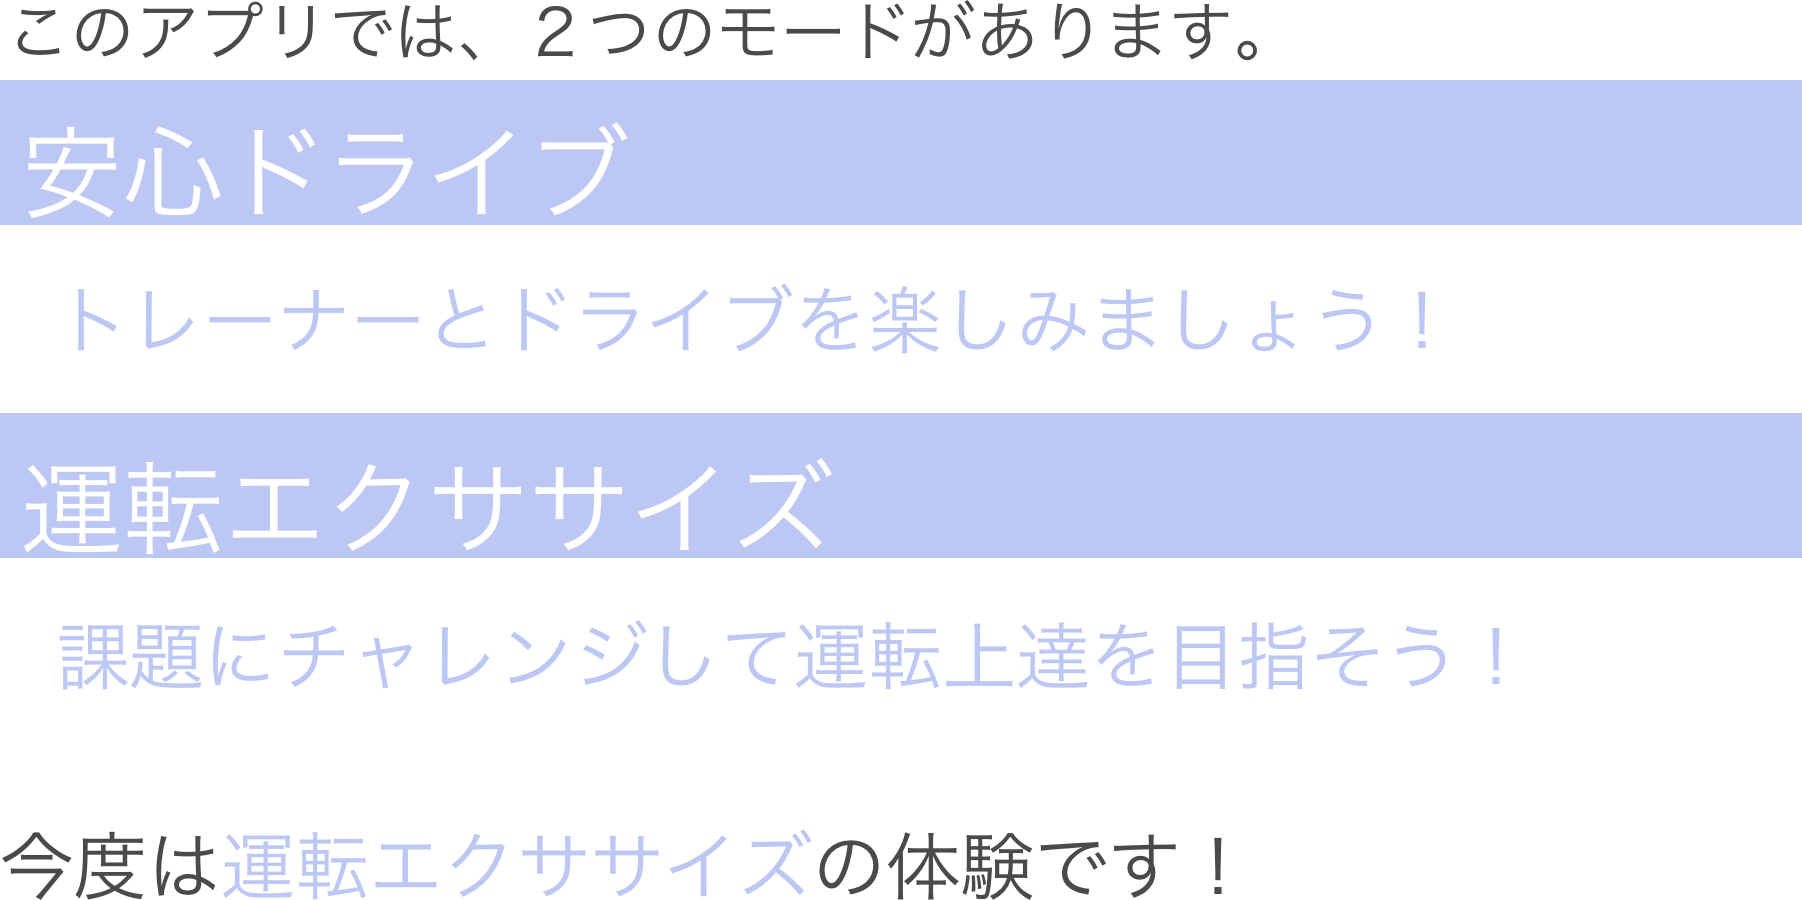 このアプリでは、２つのモードがあります。
安心ドライブ
トレーナーとドライブを楽しみましょう！
運転エクササイズ
課題にチャレンジして運転上達を目指そう！
今度は運転エクササイズの体験です！